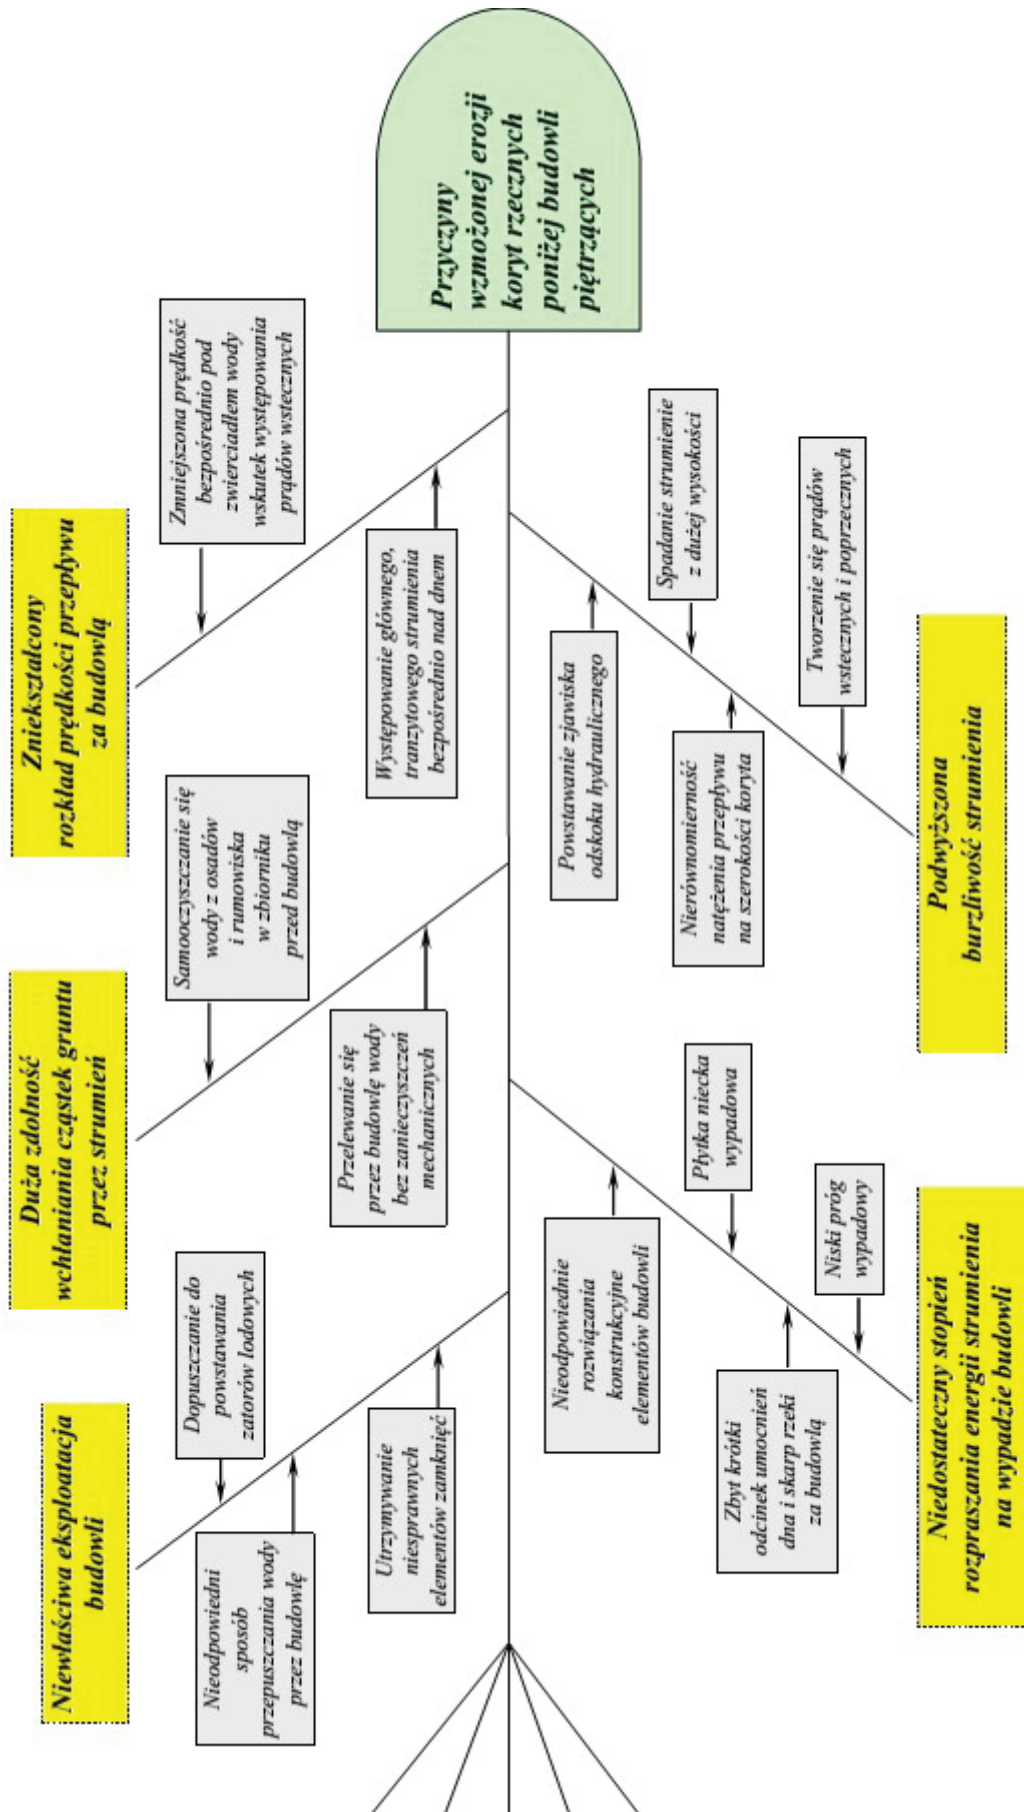 Niewłaściwa eksploatacja
budowli
Dopuszczanie do
powstawania
zatorów lodowych
Nieodpowiedni
sposób
przepuszczania wody
przez budowlę
Utrzymywanie
niesprawnych
elementów zamknięć
Duża zdolność
wchłaniania cząstek gruntu
przez strumień
Samooczyszczanie się
wody z osadów
i rumowiska
w zbiorniku
przed budowlą
Przelewanie się
przez budowlę wody
bez zanieczyszczeń
mechanicznych
Zniekształcony
rozkład prędkości przepływu
za budowlą
Zmniejszona prędkość
bezpośrednio pod
zwierciadłem wody
wskutek występowania
prądów wstecznych
Występowanie głównego,
tranzytowego strumienia
bezpośrednio nad dnem
Przyczyny
wzmożonej erozji
koryt rzecznych
poniżej budowli
piętrzących
Nieodpowiednie
rozwiązania
konstrukcyjne
elementów budowli
Płytka niecka
wypadowa
Zbyt krótki
odcinek umocnień
dna i skarp rzeki
za budowlą
Niski próg
wypadowy
Niedostateczny stopień
rozpraszania energii strumienia
na wypadzie budowli
Powstawanie zjawiska
odskoku hydraulicznego
Spadanie strumienie
z dużej wysokości
Nierównomierność
natężenia przepływu
na szerokości koryta
Tworzenie się prądów
wstecznych i poprzecznych
Podwyższona
burzliwość strumienia